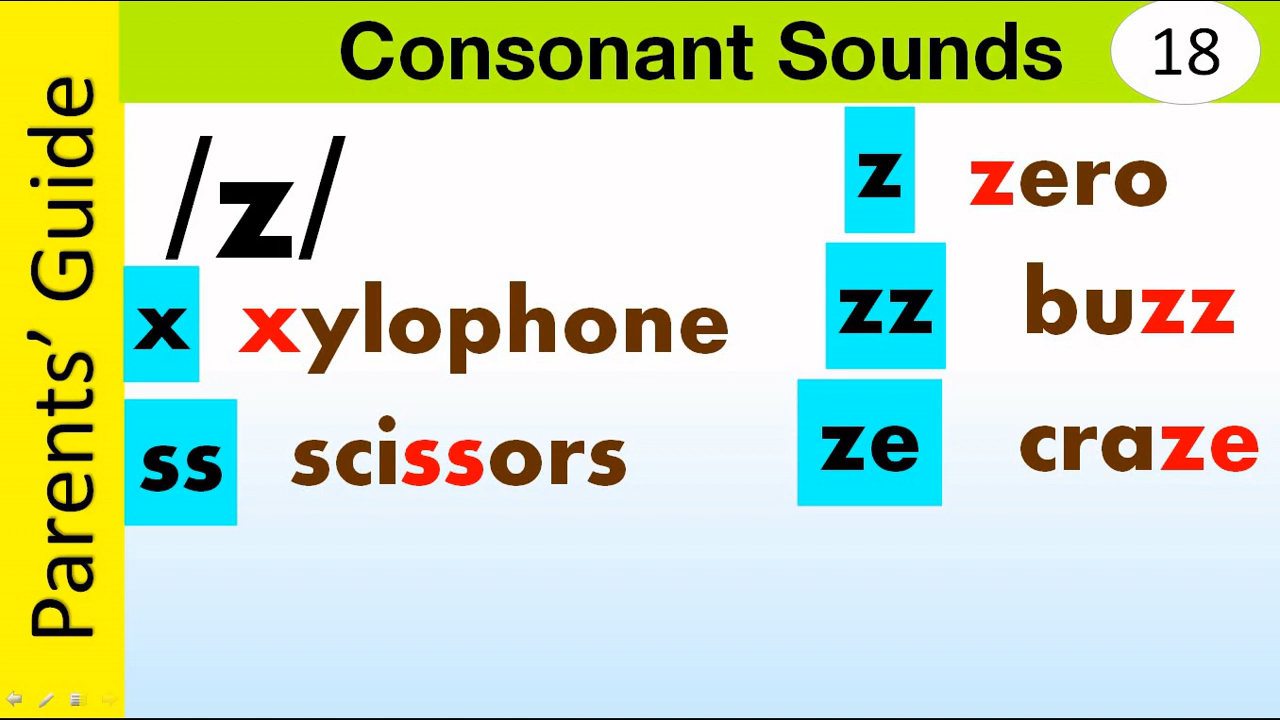 Consonant Sounds 18
Parents' Guide
/z/
z zero
zz buzz
ze craze
x xylophone
ss scissors